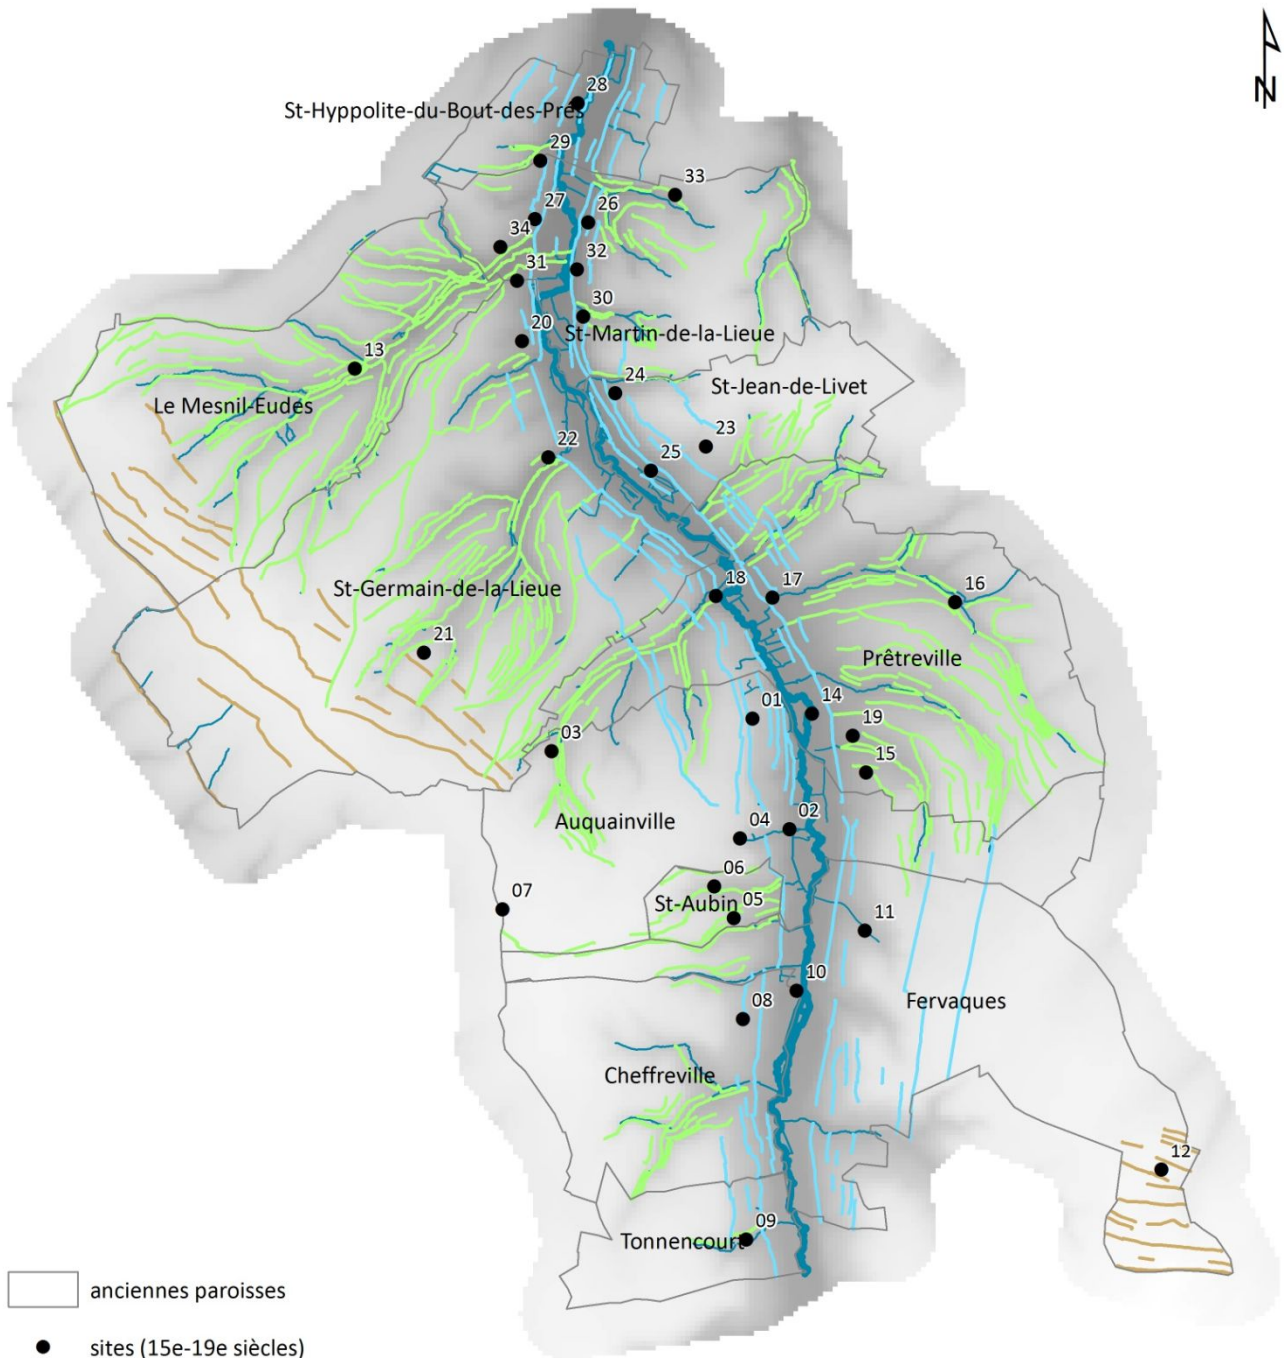 N
28
St-Hyppolite-du-Bout-des-Prés
29
33
27
26
34
32
31
30
20
St-Martin-de-la-Lieue
13
24
St-Jean-de-Livet
Le Mesnil-Eudes
23
22
25
St-Germain-de-la-Lieue
18
17
16
21
Prêtreville
01
14
03
19
15
Auquainville
04
02
06
07
St-Aubin
05
11
10
08
Fervaques
Cheffreville
12
09
Tonnencourt
anciennes paroisses
sites (15e-19e siècles)